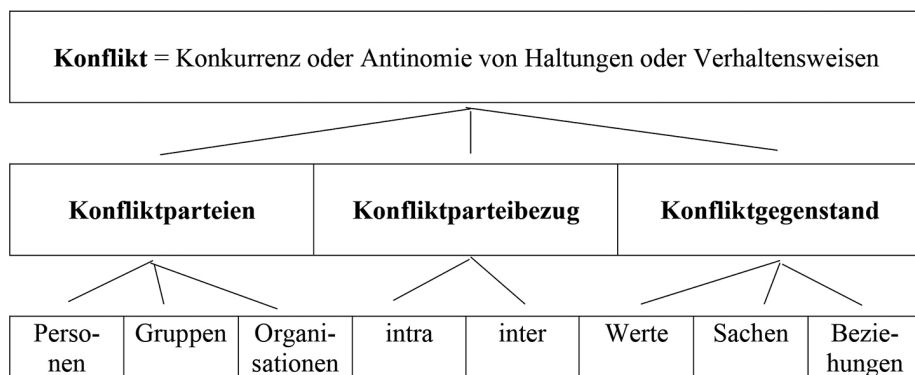 Konflikt = Konkurrenz oder Antinomie von Haltungen oder Verhaltensweisen
Konfliktparteien Konfliktparteibezug Konfliktgegenstand
Perso- Gruppen Organi- intra inter Werte Sachen Bezie-
nen sationen hungen